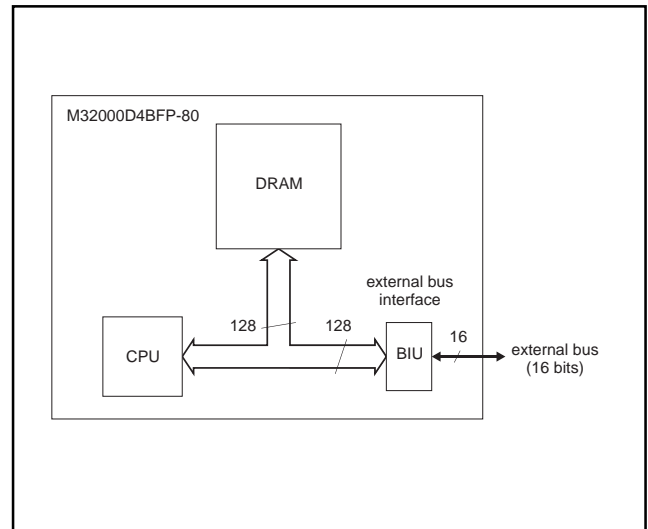 M32000D4BFP-80
DRAM
external bus
interface
128
128
16
CPU
BIU
external bus
(16 bits)